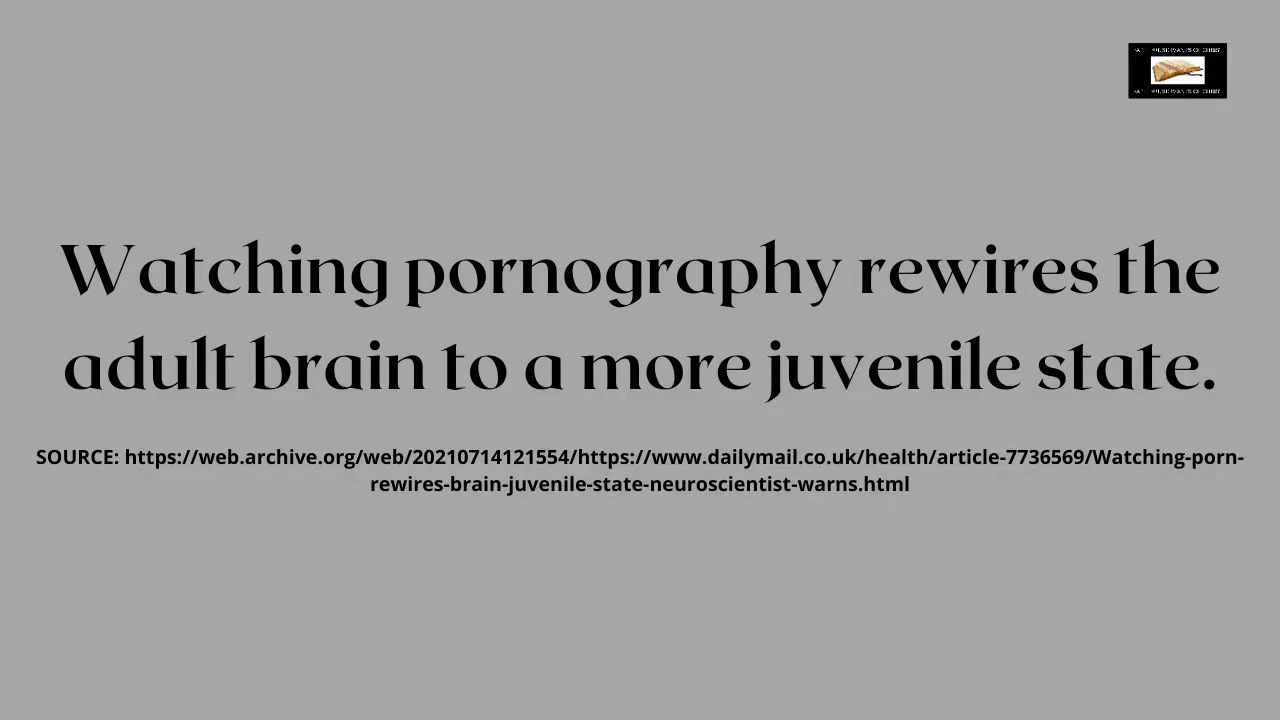 Watching pornography rewires the
adult brain to a more juvenile state.
SOURCE: https://web.archive.org/web/20210714121554/https://www.dailymail.co.uk/health/article-7736569/Watching-porn-
rewires-brain-juvenile-state-neuroscientist-warns.html